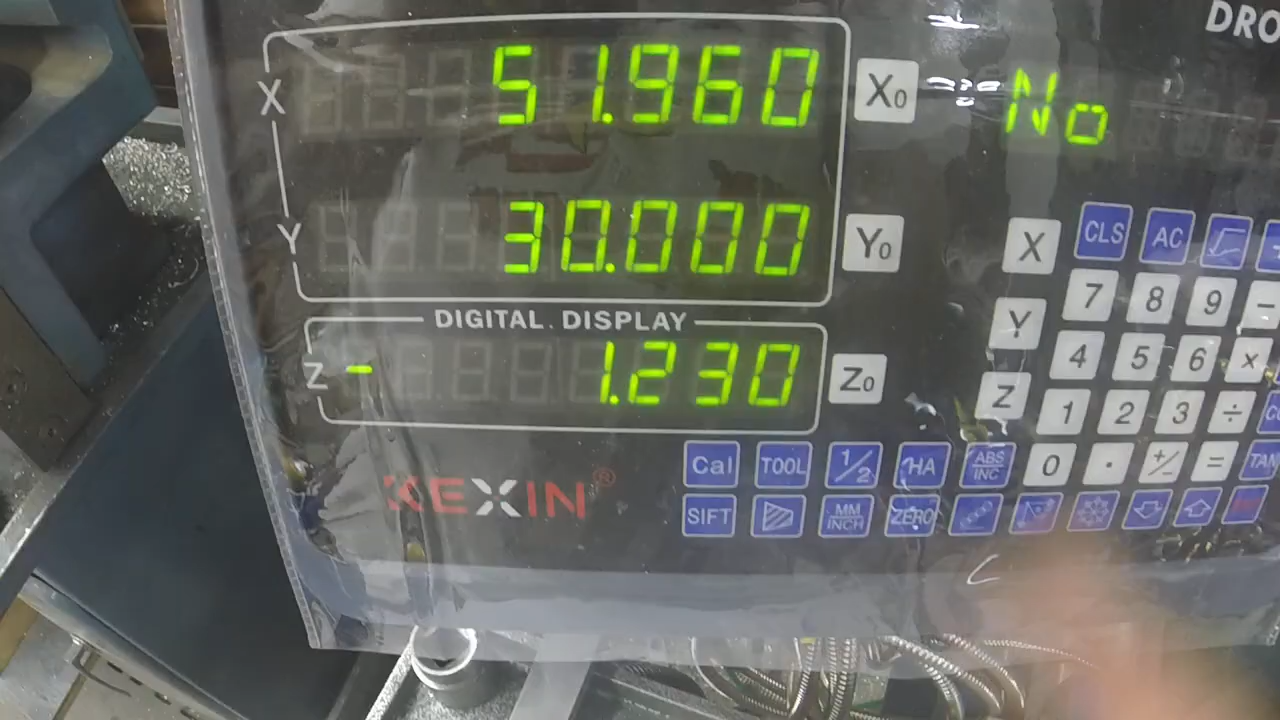 DRO
X 51.960 X0 No
Y 30.000 Y0 X CLS AC
7 8 9 -
DIGITAL DISPLAY Y 4 5 6 ×
Z -1.230 Z0 Z 1 2 3 ÷
Cal TOOL 1/2 HA ABS/INC 0 . +/- = TAN
KEXIN®
SIFT MM/INCH ZERO